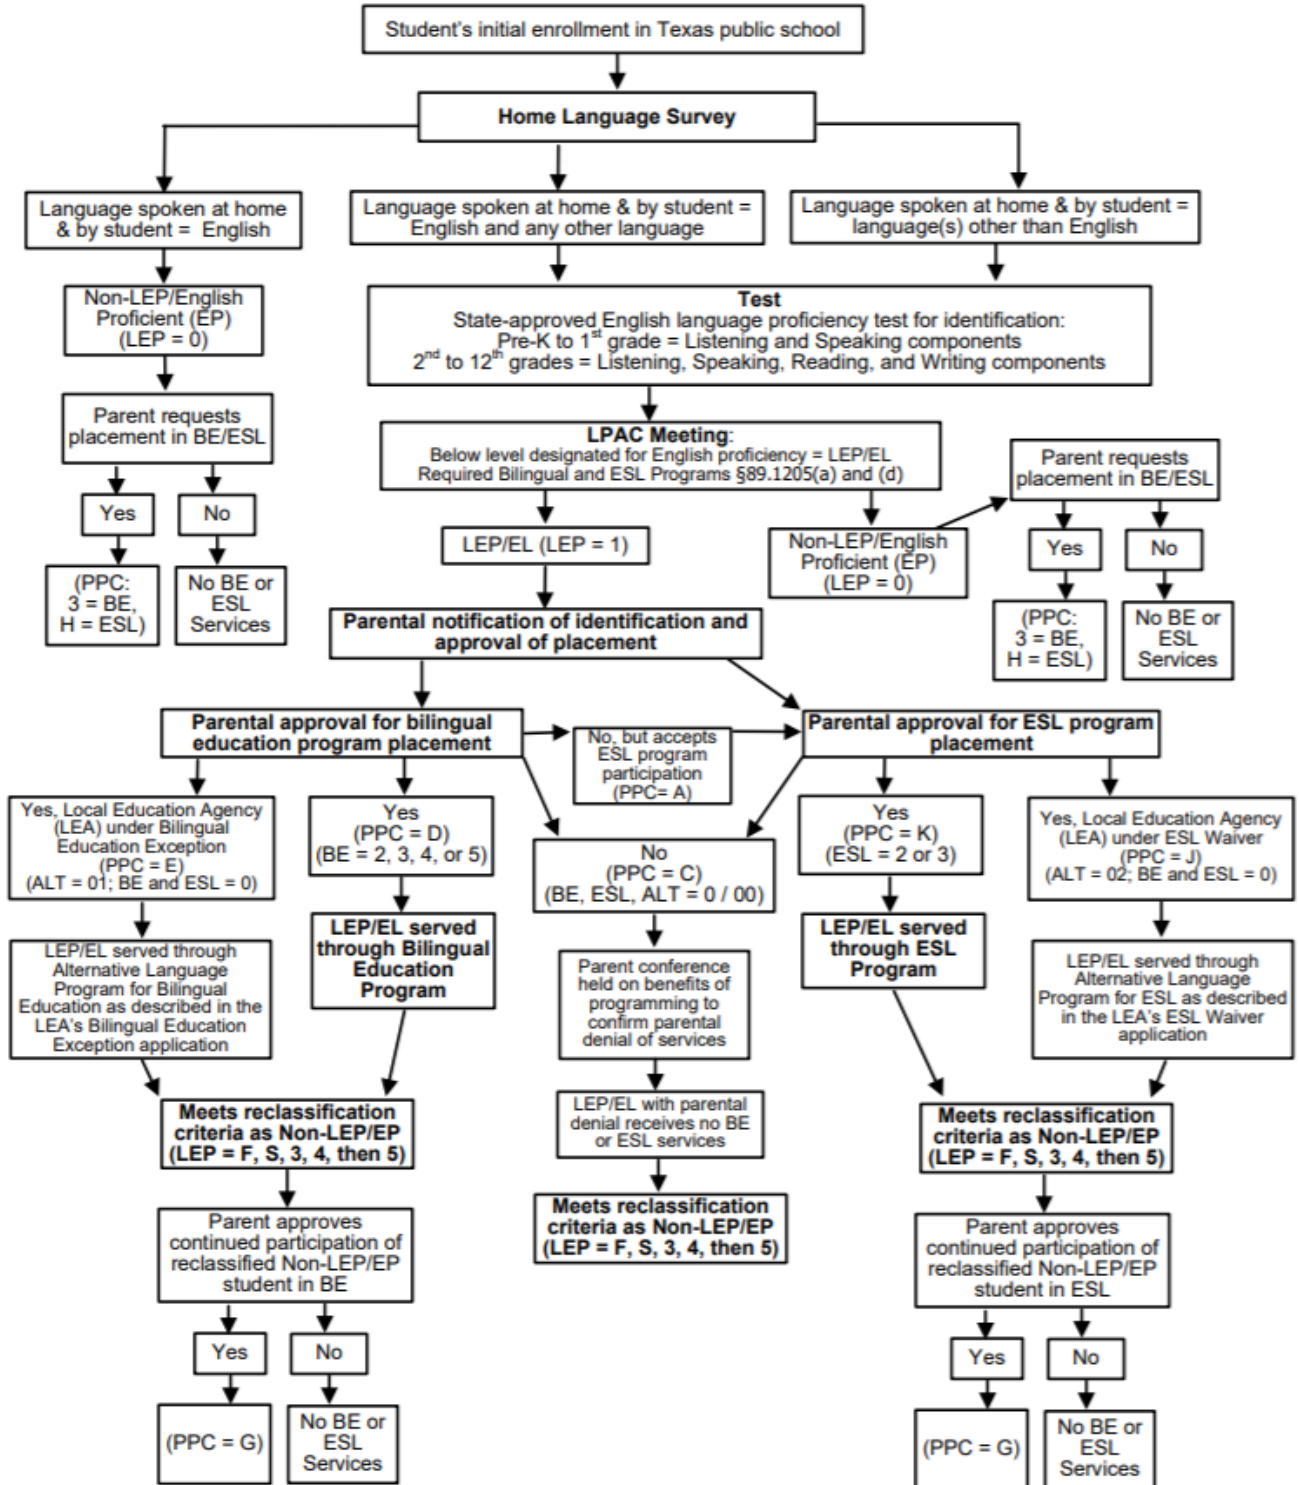 Student's initial enrollment in Texas public school
Home Language Survey
Language spoken at home
& by student = English
Language spoken at home & by student =
English and any other language
Language spoken at home & by student =
language(s) other than English
Non-LEP/English
Proficient (EP)
(LEP = 0)
Test
State-approved English language proficiency test for identification:
Pre-K to 1st grade = Listening and Speaking components
2nd to 12th grades = Listening, Speaking, Reading, and Writing components
Parent requests
placement in BE/ESL
Yes
No
(PPC:
3 = BE,
H = ESL)
No BE or
ESL
Services
LPAC Meeting:
Below level designated for English proficiency = LEP/EL
Required Bilingual and ESL Programs §89.1205(a) and (d)
LEP/EL (LEP = 1)
Non-LEP/English
Proficient (EP)
(LEP = 0)
Parent requests
placement in BE/ESL
Yes
No
(PPC:
3 = BE,
H = ESL)
No BE or
ESL
Services
Parental notification of identification and
approval of placement
Parental approval for bilingual
education program placement
No, but accepts
ESL program
participation
(PPC= A)
Parental approval for ESL program
placement
Yes, Local Education Agency
(LEA) under Bilingual
Education Exception
(PPC = E)
(ALT = 01; BE and ESL = 0)
Yes
(PPC = D)
(BE = 2, 3, 4, or 5)
No
(PPC = C)
(BE, ESL, ALT = 0 / 00)
Yes
(PPC = K)
(ESL = 2 or 3)
Yes, Local Education Agency
(LEA) under ESL Waiver
(PPC = J)
(ALT = 02; BE and ESL = 0)
LEP/EL served through
Alternative Language
Program for Bilingual
Education as described in the
LEA's Bilingual Education
Exception application
LEP/EL served
through Bilingual
Education
Program
Parent conference
held on benefits of
programming to
confirm parental
denial of services
LEP/EL served
through ESL
Program
LEP/EL served through
Alternative Language
Program for ESL as described
in the LEA's ESL Waiver
application
LEP/EL with parental
denial receives no BE
or ESL services
Meets reclassification
criteria as Non-LEP/EP
(LEP = F, S, 3, 4, then 5)
Meets reclassification
criteria as Non-LEP/EP
(LEP = F, S, 3, 4, then 5)
Meets reclassification
criteria as Non-LEP/EP
(LEP = F, S, 3, 4, then 5)
Parent approves
continued participation of
reclassified Non-LEP/EP
student in BE
Yes
No
(PPC = G)
No BE or
ESL
Services
Parent approves
continued participation of
reclassified Non-LEP/EP
student in ESL
Yes
No
(PPC = G)
No BE or
ESL
Services